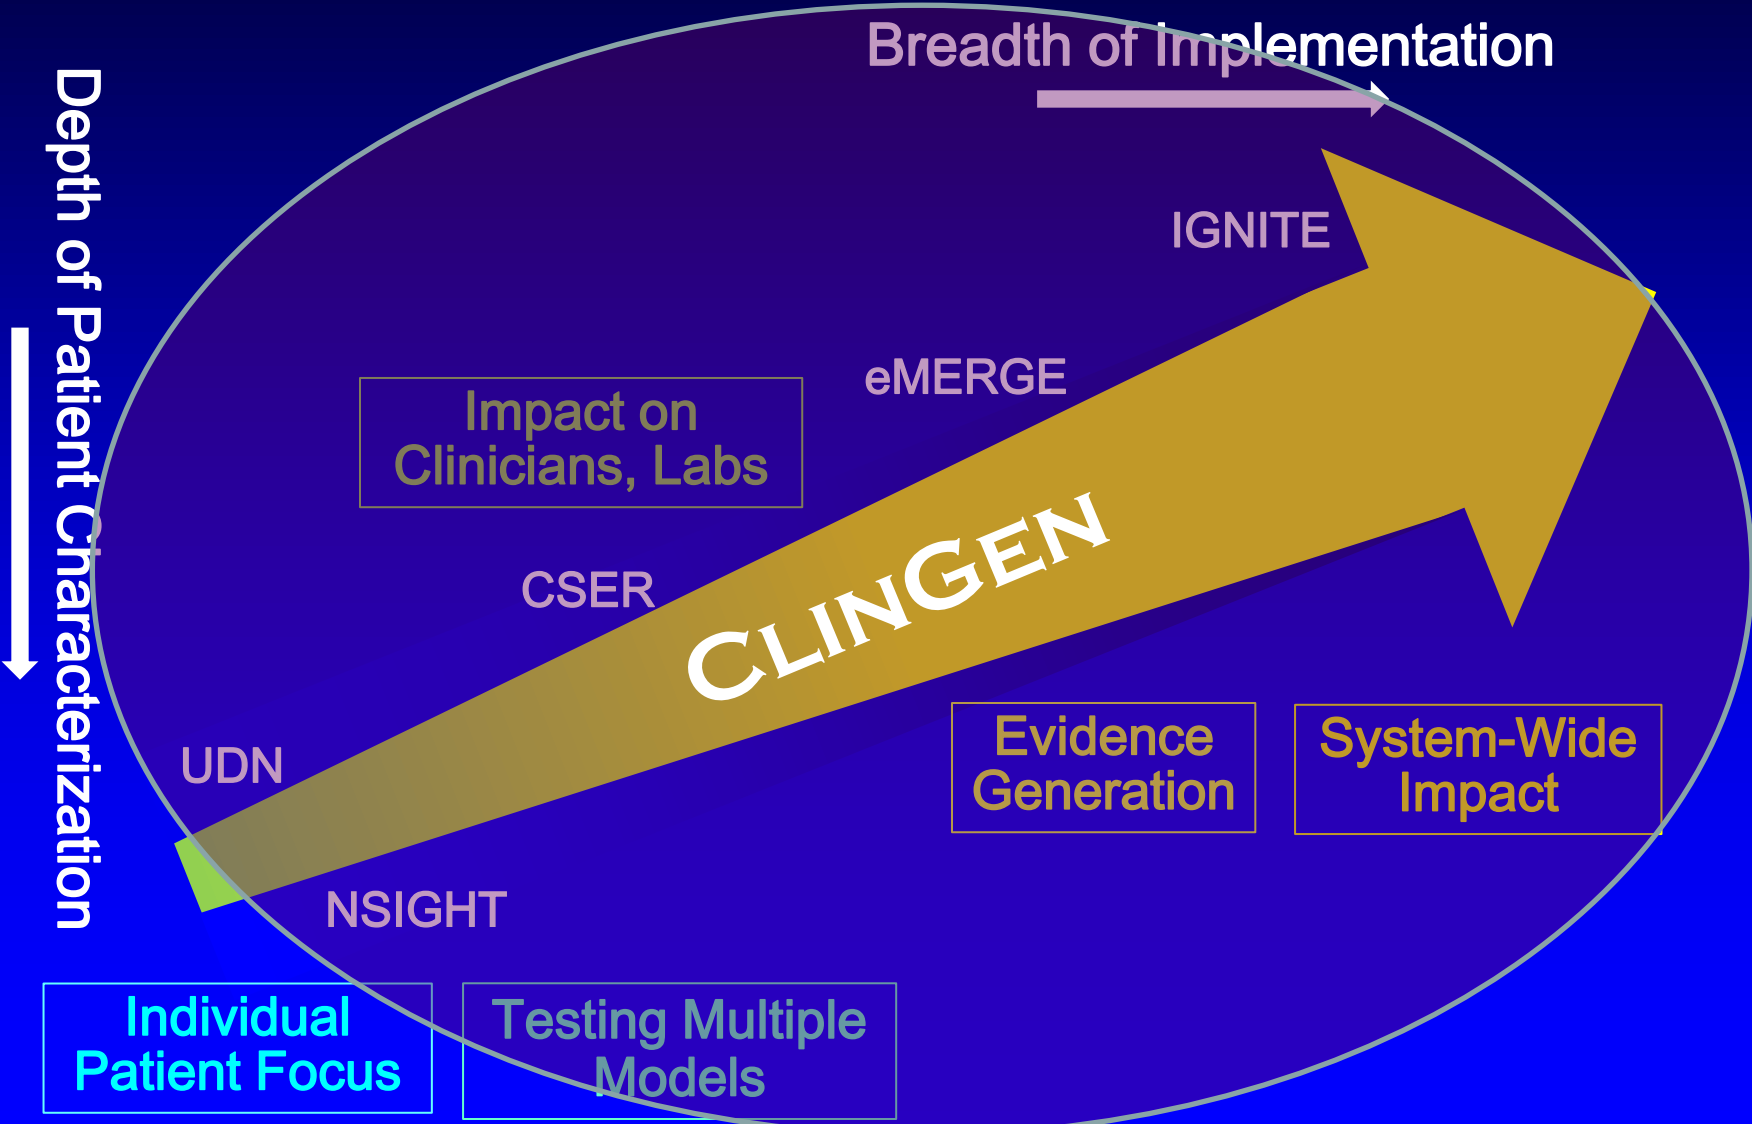 Breadth of Implementation
Depth of Patient Characterization
IGNITE
eMERGE
Impact on
Clinicians, Labs
CLINGEN
CSER
UDN
Evidence
Generation
System-Wide
Impact
NSIGHT
Individual
Patient Focus
Testing Multiple
Models